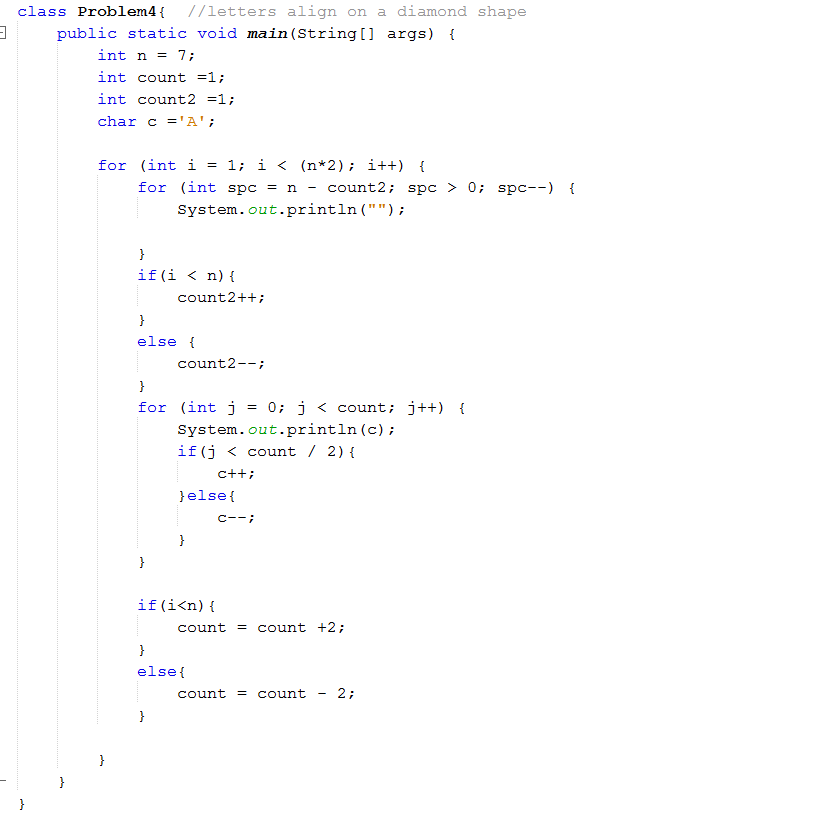 class Problem4{  //letters align on a diamond shape
    public static void main(String[] args) {
        int n = 7;
        int count =1;
        int count2 =1;
        char c ='A';

        for (int i = 1; i < (n*2); i++) {
            for (int spc = n - count2; spc > 0; spc--) {
                System.out.println("");

            }
            if(i < n){
                count2++;
            }
            else {
                count2--;
            }
            for (int j = 0; j < count; j++) {
                System.out.println(c);
                if(j < count / 2){
                    c++;
                }else{
                    c--;
                }
            }

            if(i<n){
                count = count +2;
            }
            else{
                count = count - 2;
            }

        }
    }
}